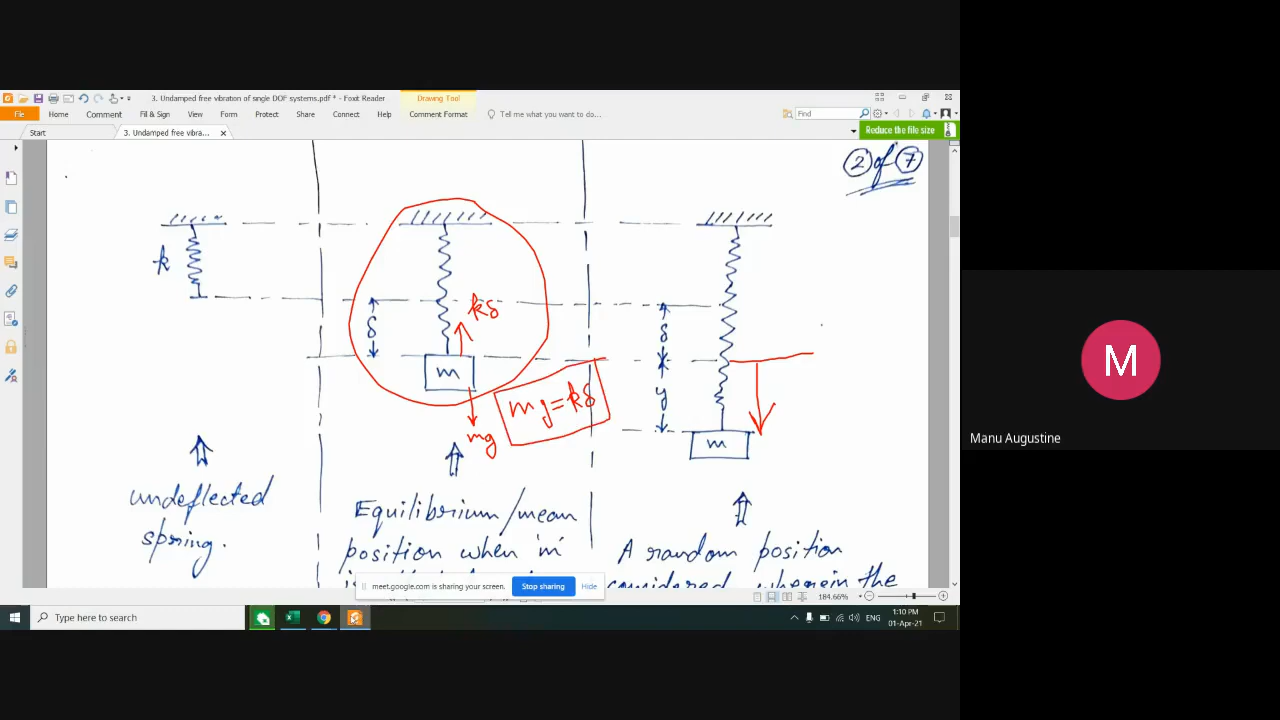 3. Undamped free vibration of single DOF systems.pdf * - Foxit Reader
Drawing Tool
File
Home
Comment
Fill & Sign
View
Form
Protect
Share
Connect
Help
Comment Format
Tell me what you want to do...
Find
Start
3. Undamped free vibra...
Reduce the file size
2 of 7
k
δ
kδ
m
mg
mg=kδ
δ
y
m
undeflected
spring.
Equilibrium/mean
position when 'm'
A random position
considered, wherein the
meet.google.com is sharing your screen.
Stop sharing
Hide
184.66%
Type here to search
ENG
1:10 PM
01-Apr-21
M
Manu Augustine